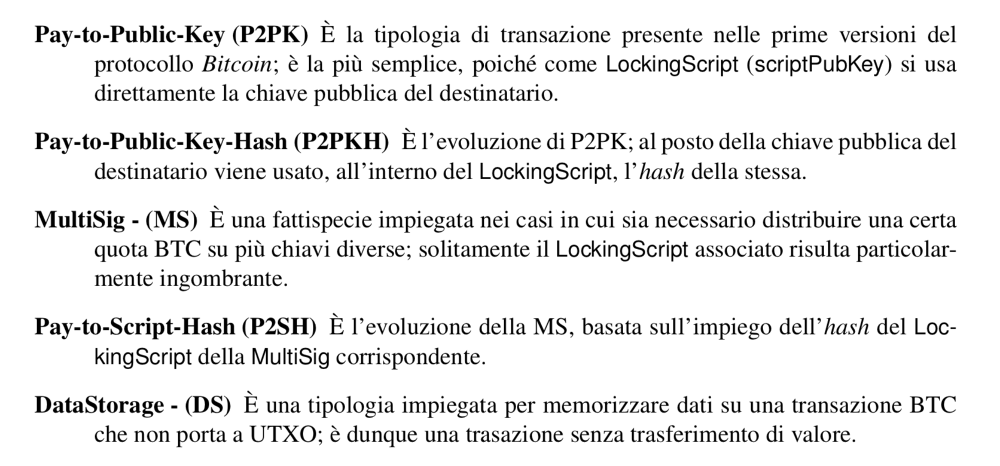 Pay-to-Public-Key (P2PK) È la tipologia di transazione presente nelle prime versioni del
protocollo Bitcoin; è la più semplice, poiché come LockingScript (scriptPubKey) si usa
direttamente la chiave pubblica del destinatario.
Pay-to-Public-Key-Hash (P2PKH) È l'evoluzione di P2PK; al posto della chiave pubblica del
destinatario viene usato, all'interno del LockingScript, l'hash della stessa.
MultiSig - (MS) È una fattispecie impiegata nei casi in cui sia necessario distribuire una certa
quota BTC su più chiavi diverse; solitamente il LockingScript associato risulta particolar-
mente ingombrante.
Pay-to-Script-Hash (P2SH) È l'evoluzione della MS, basata sull'impiego dell'hash del Loc-
kingScript della MultiSig corrispondente.
DataStorage - (DS) È una tipologia impiegata per memorizzare dati su una transazione BTC
che non porta a UTXO; è dunque una trasazione senza trasferimento di valore.